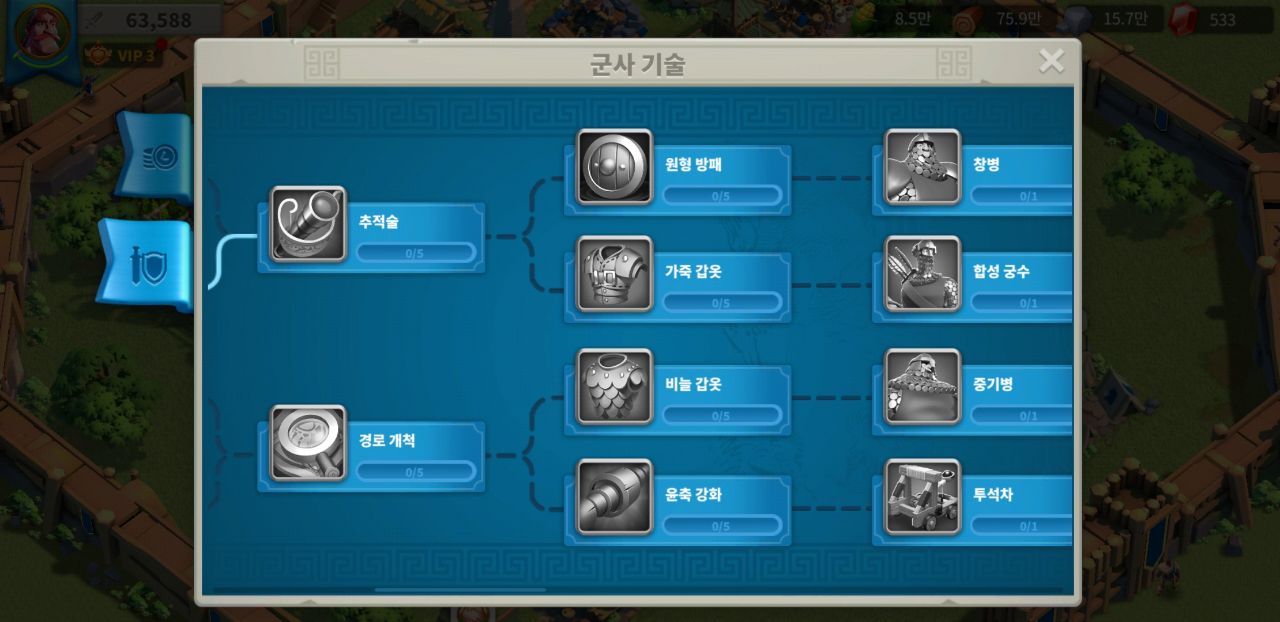 63,588
8.5만
75.9만
15.7만
533
VIP 3
군사 기술
추적술
0/5
원형 방패
0/5
창병
0/1
가죽 갑옷
0/5
합성 궁수
0/1
경로 개척
0/5
비늘 갑옷
0/5
중기병
0/1
윤축 강화
0/5
투석차
0/1